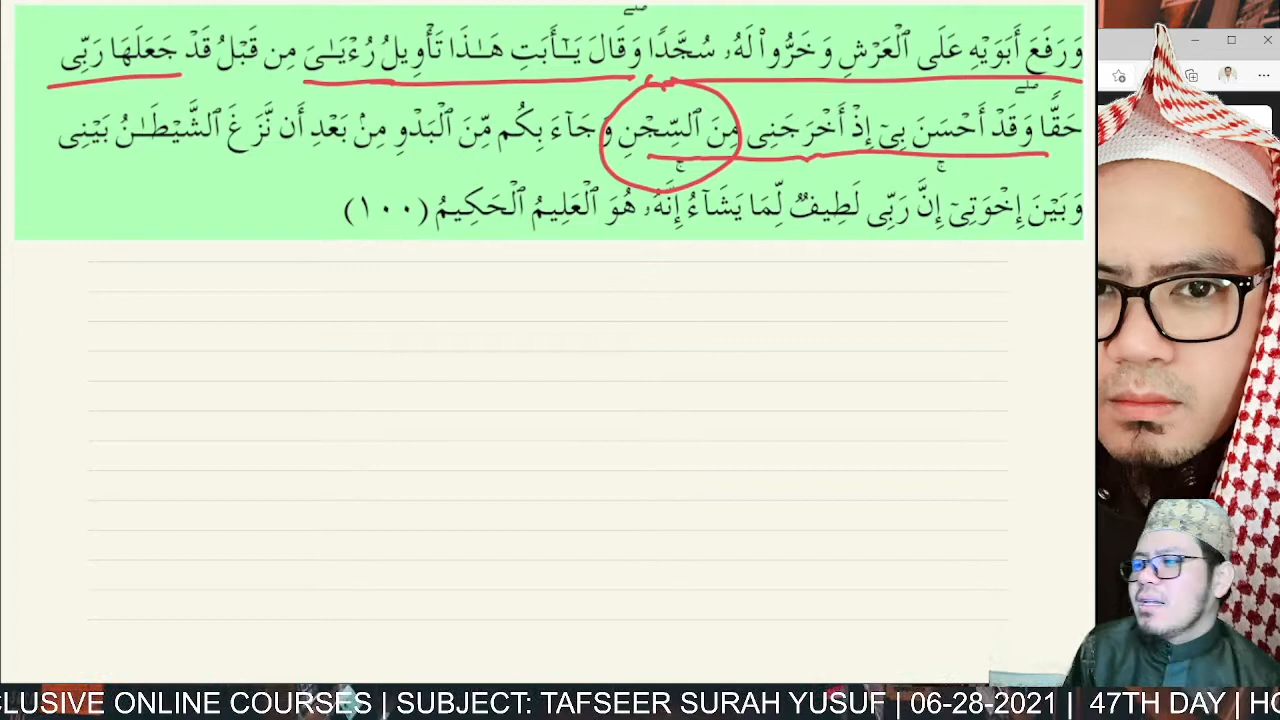 وَرَفَعَ أَبَوَيْهِ عَلَى ٱلْعَرْشِ وَخَرُّوا۟ لَهُۥ سُجَّدًۭا ۖ وَقَالَ يَـٰٓأَبَتِ هَـٰذَا تَأْوِيلُ رُءْيَـٰىَ مِن قَبْلُ قَدْ جَعَلَهَا رَبِّى
حَقًّۭا ۖ وَقَدْ أَحْسَنَ بِىٓ إِذْ أَخْرَجَنِى مِنَ ٱلسِّجْنِ وَجَآءَ بِكُم مِّنَ ٱلْبَدْوِ مِنۢ بَعْدِ أَن نَّزَغَ ٱلشَّيْطَـٰنُ بَيْنِى
وَبَيْنَ إِخْوَتِىٓ ۚ إِنَّ رَبِّى لَطِيفٌۭ لِّمَا يَشَآءُ ۚ إِنَّهُۥ هُوَ ٱلْعَلِيمُ ٱلْحَكِيمُ (١٠٠)
CLUSIVE ONLINE COURSES | SUBJECT: TAFSEER SURAH YUSUF | 06-28-2021 | 47TH DAY | HO